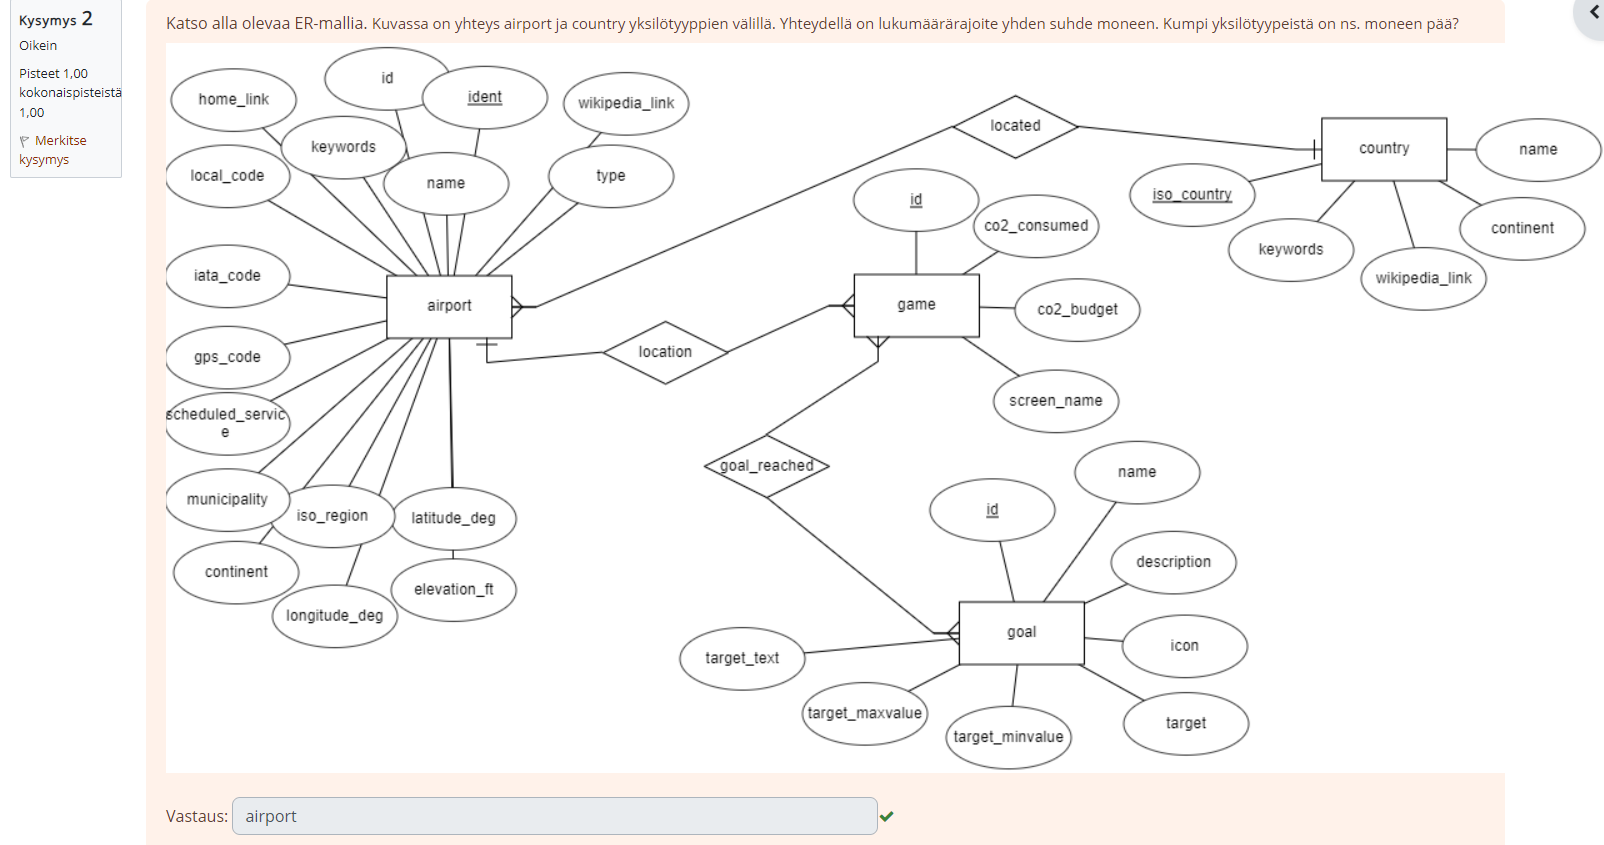 Kysymys 2
Oikein
Pisteet 1,00
kokonaispisteistä
1,00
Merkitse
kysymys
Katso alla olevaa ER-mallia. Kuvassa on yhteys airport ja country yksilötyyppien välillä. Yhteydellä on lukumäärärajoite yhden suhde moneen. Kumpi yksilötyypeistä on ns. moneen pää?
home_link
id
ident
wikipedia_link
keywords
local_code
name
type
iata_code
airport
gps_code
scheduled_servic
e
municipality
iso_region
latitude_deg
continent
elevation_ft
longitude_deg
located
country
name
iso_country
keywords
continent
wikipedia_link
id
co2_consumed
game
co2_budget
location
screen_name
goal_reached
id
name
description
goal
icon
target_text
target_maxvalue
target_minvalue
target
Vastaus: airport